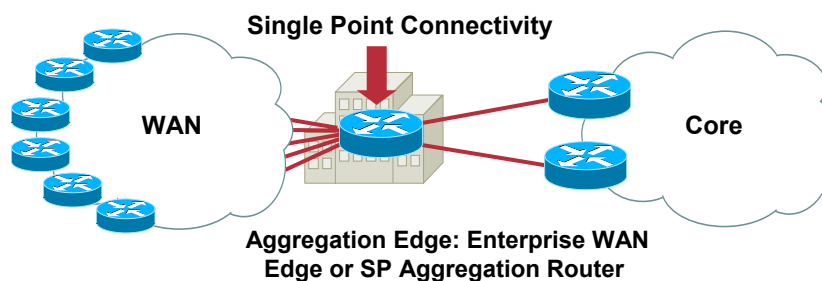 Single Point Connectivity
WAN
Core
Aggregation Edge: Enterprise WAN
Edge or SP Aggregation Router